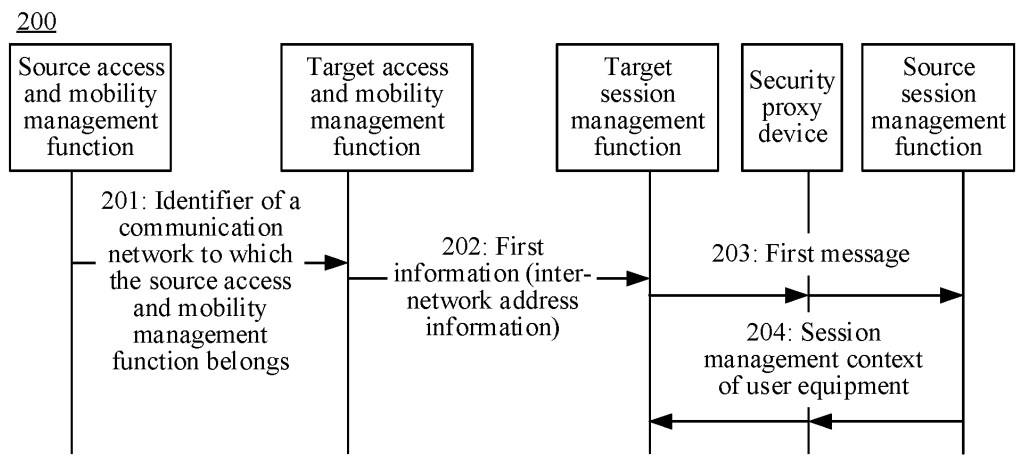 200
Source access
and mobility
management
function
Target access
and mobility
management
function
Target
session
management
function
Security
proxy
device
Source
session
management
function
201: Identifier of a
communication
network to which
the source access
and mobility
management
function belongs
202: First
information (inter-
network address
information)
203: First message
204: Session
management context
of user equipment